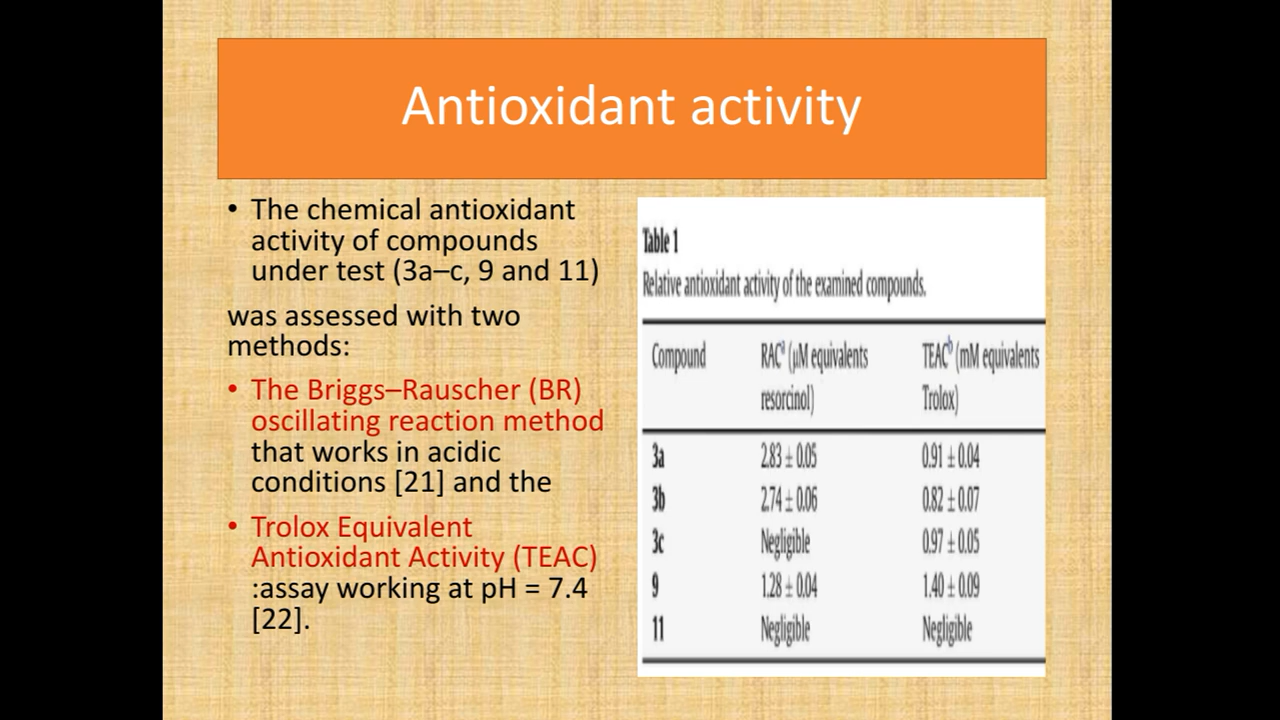 Antioxidant activity
• The chemical antioxidant
activity of compounds
under test (3a–c, 9 and 11)
was assessed with two
methods:
• The Briggs–Rauscher (BR)
oscillating reaction method
that works in acidic
conditions [21] and the
• Trolox Equivalent
Antioxidant Activity (TEAC)
:assay working at pH = 7.4
[22].
Table 1
Relative antioxidant activity of the examined compounds.
Compound RACᵃ (μM equivalents resorcinol) TEACᵇ (mM equivalents Trolox)
3a 2.83 ± 0.05 0.91 ± 0.04
3b 2.74 ± 0.06 0.82 ± 0.07
3c Negligible 0.97 ± 0.05
9 1.28 ± 0.04 1.40 ± 0.09
11 Negligible Negligible